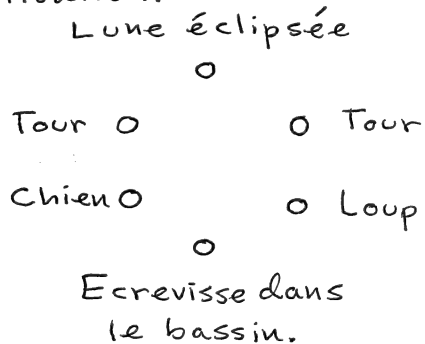 Lune éclipsée
Tour Tour
Chien Loup
Ecrevisse dans
le bassin.